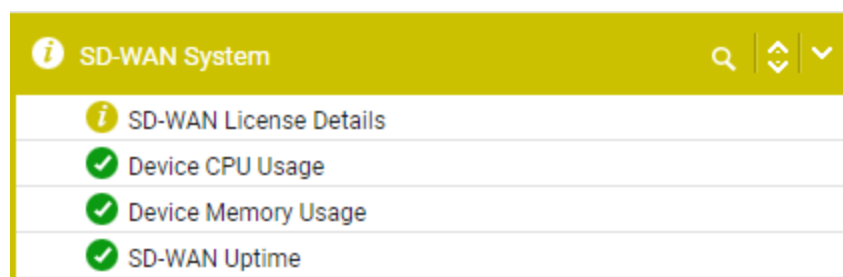 SD-WAN System
SD-WAN License Details
Device CPU Usage
Device Memory Usage
SD-WAN Uptime